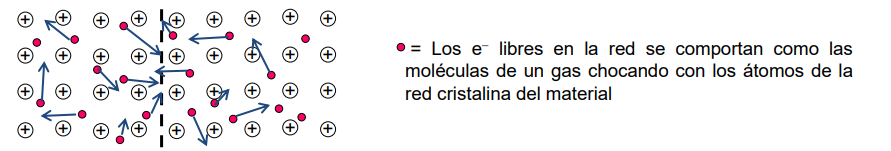 = Los e⁻ libres en la red se comportan como las
moléculas de un gas chocando con los átomos de la
red cristalina del material
+ + + + + + + + +
+ + + + + + + + +
+ + + + + + + + +
+ + + + + + + + +